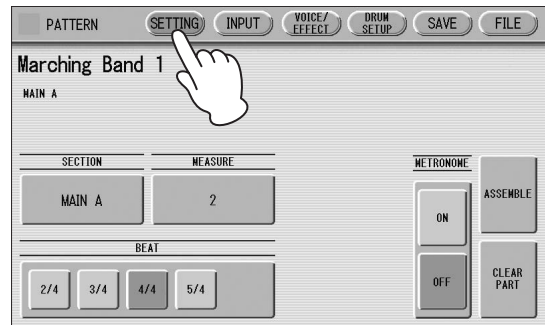 PATTERN SETTING INPUT VOICE/ EFFECT DRUM SETUP SAVE FILE
Marching Band 1
MAIN A
SECTION MEASURE METRONOME
MAIN A 2 ON ASSEMBLE
BEAT
2/4 3/4 4/4 5/4 OFF CLEAR PART